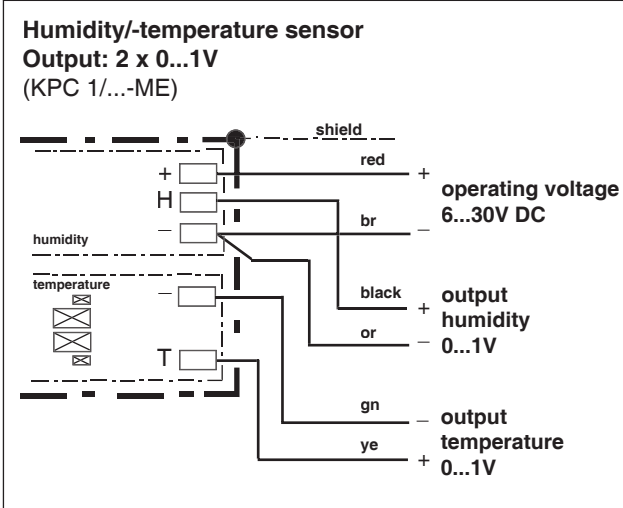 Humidity/-temperature sensor
Output: 2 x 0...1V
(KPC 1/...-ME)
shield
red
+
+
operating voltage
6...30V DC
H
br
–
–
humidity
temperature
–
black
+
output
humidity
or
–
0...1V
T
gn
–
output
temperature
ye
+
0...1V